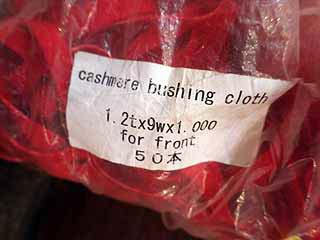 cashmere bushing cloth
1.2tx9wx1.000
for front
50本